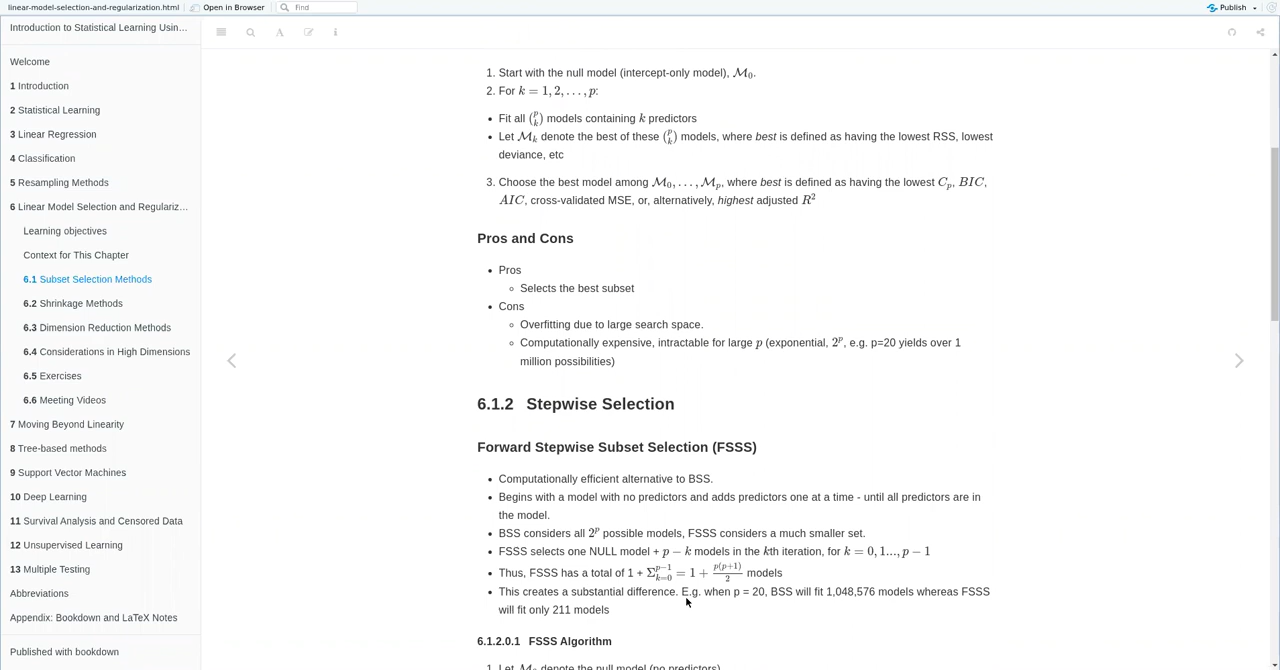 linear-model-selection-and-regularization.html
Open in Browser
Find
Publish
Introduction to Statistical Learning Usin…
Welcome
1 Introduction
2 Statistical Learning
3 Linear Regression
4 Classification
5 Resampling Methods
6 Linear Model Selection and Regulariz…
Learning objectives
Context for This Chapter
6.1 Subset Selection Methods
6.2 Shrinkage Methods
6.3 Dimension Reduction Methods
6.4 Considerations in High Dimensions
6.5 Exercises
6.6 Meeting Videos
7 Moving Beyond Linearity
8 Tree-based methods
9 Support Vector Machines
10 Deep Learning
11 Survival Analysis and Censored Data
12 Unsupervised Learning
13 Multiple Testing
Abbreviations
Appendix: Bookdown and LaTeX Notes
Published with bookdown
1. Start with the null model (intercept-only model), M₀.
2. For k = 1, 2, . . . , p:
• Fit all (p k) models containing k predictors
• Let Mₖ denote the best of these (p k) models, where best is defined as having the lowest RSS, lowest
deviance, etc
3. Choose the best model among M₀, . . . , Mₚ, where best is defined as having the lowest Cₚ, BIC,
AIC, cross-validated MSE, or, alternatively, highest adjusted R²
Pros and Cons
• Pros
◦ Selects the best subset
• Cons
◦ Overfitting due to large search space.
◦ Computationally expensive, intractable for large p (exponential, 2ᵖ, e.g. p=20 yields over 1
million possibilities)
6.1.2 Stepwise Selection
Forward Stepwise Subset Selection (FSSS)
• Computationally efficient alternative to BSS.
• Begins with a model with no predictors and adds predictors one at a time - until all predictors are in
the model.
• BSS considers all 2ᵖ possible models, FSSS considers a much smaller set.
• FSSS selects one NULL model + p − k models in the kth iteration, for k = 0, 1..., p − 1
• Thus, FSSS has a total of 1 + Σₖ₌₀ᵖ⁻¹ = 1 + p(p+1)/2 models
• This creates a substantial difference. E.g. when p = 20, BSS will fit 1,048,576 models whereas FSSS
will fit only 211 models
6.1.2.0.1 FSSS Algorithm
1. Let M₀ denote the null model (no predictors)